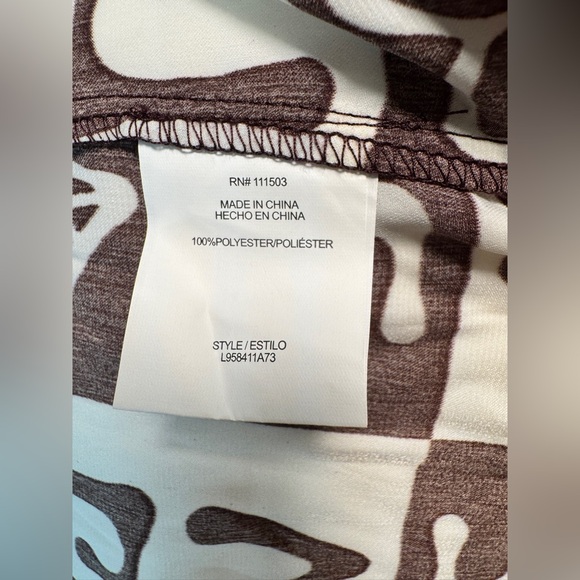 RN# 111503
MADE IN CHINA
HECHO EN CHINA
100%POLYESTER/POLIÉSTER
STYLE / ESTILO
L958411A73